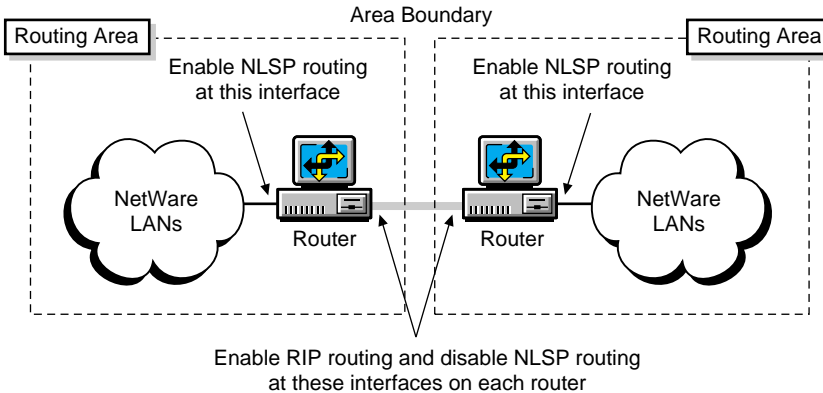 Area Boundary
Routing Area
Routing Area
Enable NLSP routing
at this interface
Enable NLSP routing
at this interface
NetWare
LANs
Router
Router
NetWare
LANs
Enable RIP routing and disable NLSP routing
at these interfaces on each router